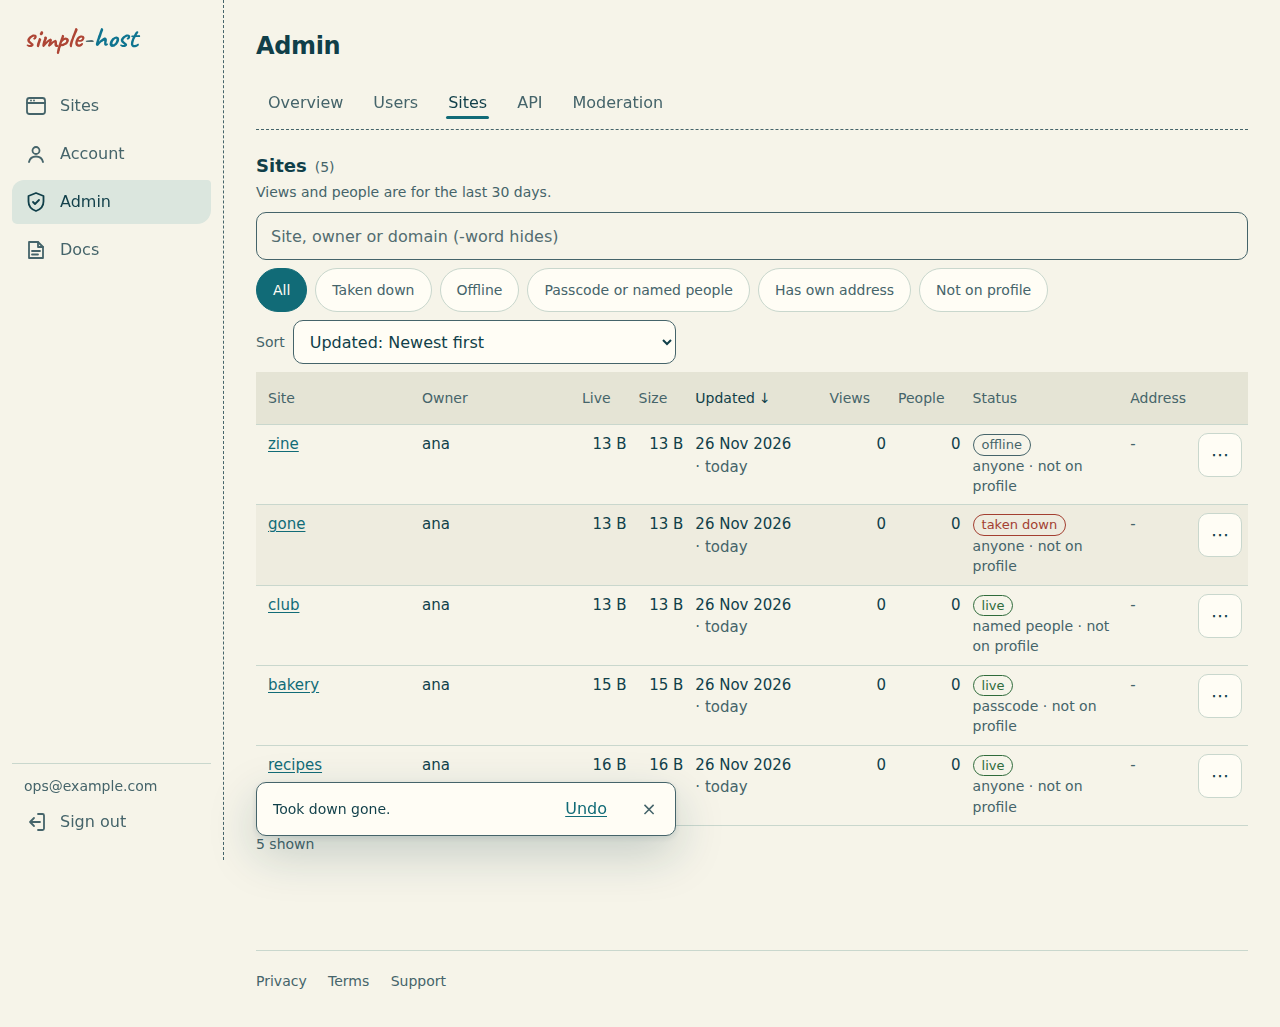 simple-host
Sites
Account
Admin
Docs
ops@example.com
Sign out
Admin
Overview Users Sites API Moderation
Sites (5)
Views and people are for the last 30 days.
Site, owner or domain (-word hides)
All Taken down Offline Passcode or named people Has own address Not on profile
Sort Updated: Newest first
Site Owner Live Size Updated ↓ Views People Status Address
zine ana 13 B 13 B 26 Nov 2026 0 0 offline - ⋯
· today anyone · not on
profile
gone ana 13 B 13 B 26 Nov 2026 0 0 taken down - ⋯
· today anyone · not on
profile
club ana 13 B 13 B 26 Nov 2026 0 0 live - ⋯
· today named people · not
on profile
bakery ana 15 B 15 B 26 Nov 2026 0 0 live - ⋯
· today passcode · not on
profile
recipes ana 16 B 16 B 26 Nov 2026 0 0 live - ⋯
· today anyone · not on
profile
Took down gone. Undo ×
5 shown
Privacy Terms Support